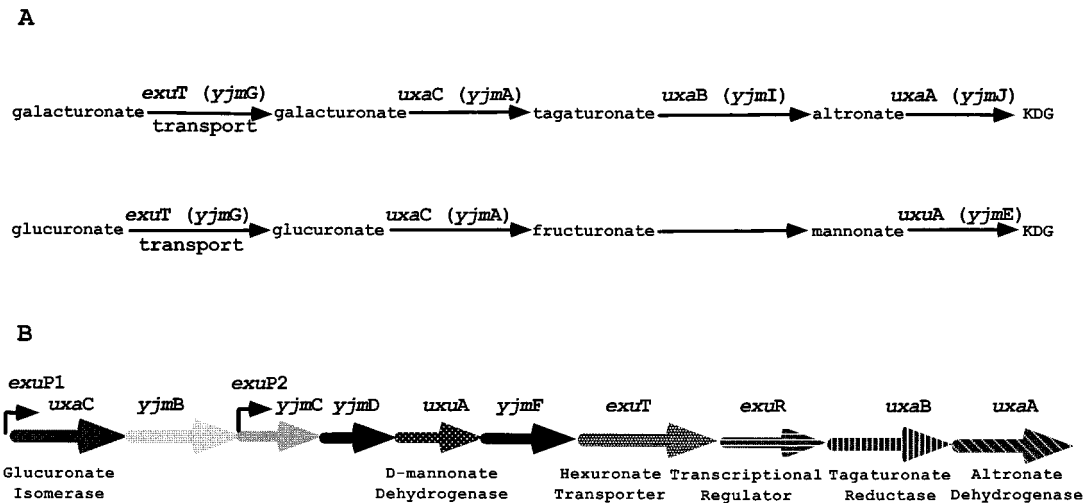 A
exuT (yjmG) uxaC (yjmA) uxaB (yjmI) uxaA (yjmJ)
galacturonate galacturonate tagaturonate altronate KDG
transport
exuT (yjmG) uxaC (yjmA) uxuA (yjmE)
glucuronate glucuronate fructuronate mannonate KDG
transport
B
exuP1 exuP2
uxaC yjmB yjmC yjmD uxuA yjmF exuT exuR uxaB uxaA
Glucuronate D-mannonate Hexuronate Transcriptional Tagaturonate Altronate
Isomerase Dehydrogenase Transporter Regulator Reductase Dehydrogenase